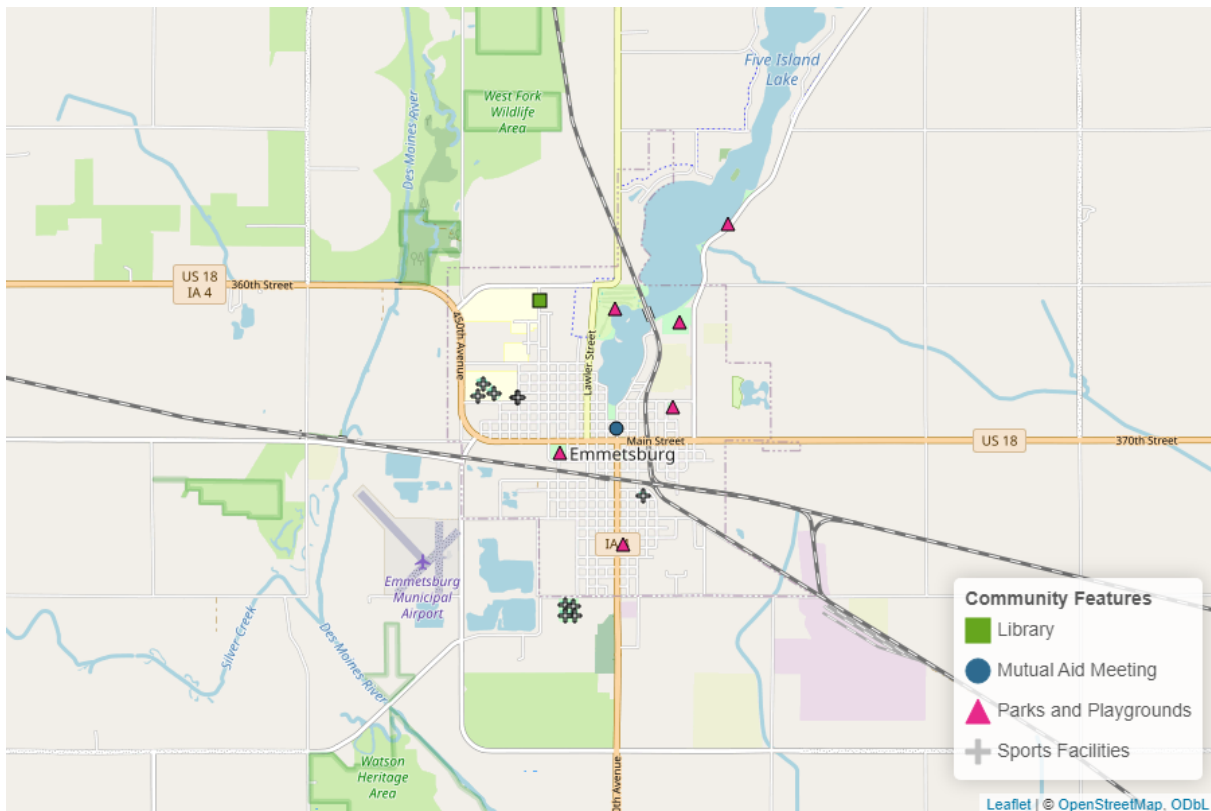 Five Island
Lake
West Fork
Wildlife
Area
Des Moines River
US 18
IA 4
360th Street
450th Avenue
Lawler Street
Main Street
US 18
370th Street
Emmetsburg
Emmetsburg
Municipal
Airport
Silver Creek
Des Moines River
Watson
Heritage
Area
Community Features
Library
Mutual Aid Meeting
Parks and Playgrounds
Sports Facilities
Leaflet | © OpenStreetMap, ODbL